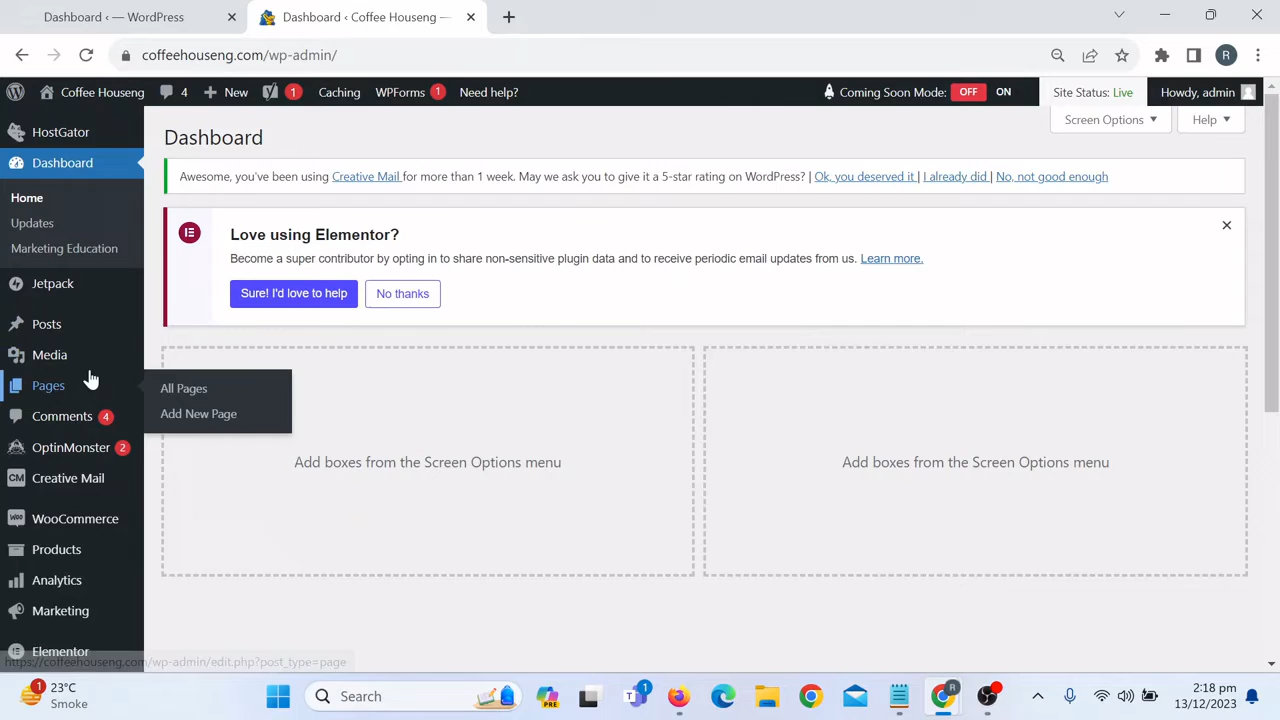 Dashboard ‹ — WordPress
Dashboard ‹ Coffee Houseng —
coffeehouseng.com/wp-admin/
R
Coffee Houseng
4
New
1
Caching
WPForms 1
Need help?
Coming Soon Mode: OFF ON
Site Status: Live
Howdy, admin
HostGator
Dashboard
Home
Updates
Marketing Education
Jetpack
Posts
Media
Pages
All Pages
Add New Page
Comments 4
OptinMonster 2
Creative Mail
WooCommerce
Products
Analytics
Marketing
Elementor
Dashboard
Screen Options
Help
Awesome, you've been using Creative Mail for more than 1 week. May we ask you to give it a 5-star rating on WordPress? | Ok, you deserved it | I already did | No, not good enough
Love using Elementor?
Become a super contributor by opting in to share non-sensitive plugin data and to receive periodic email updates from us. Learn more.
Sure! I'd love to help
No thanks
Add boxes from the Screen Options menu
Add boxes from the Screen Options menu
https://coffeehouseng.com/wp-admin/edit.php?post_type=page
1
23°C
Smoke
Search
PRE
1
R
2:18 pm
13/12/2023